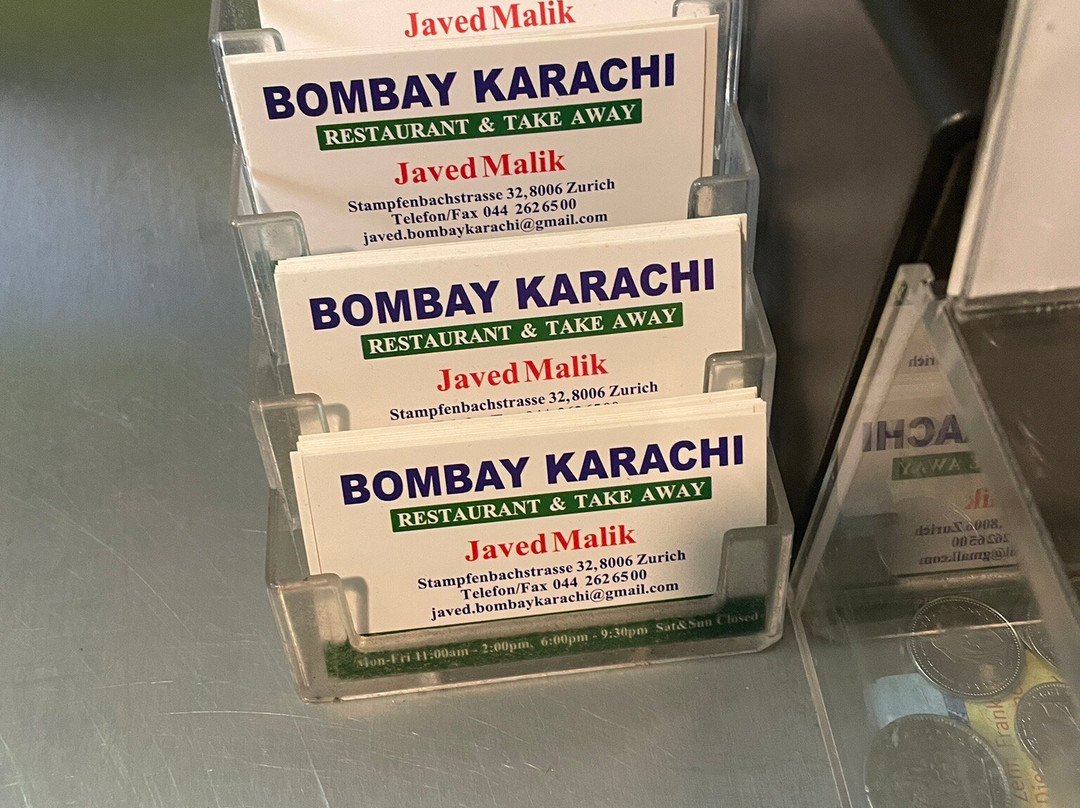 Javed Malik
BOMBAY KARACHI
RESTAURANT & TAKE AWAY
Javed Malik
Stampfenbachstrasse 32, 8006 Zurich
Telefon/Fax 044 262 65 00
javed.bombaykarachi@gmail.com
BOMBAY KARACHI
RESTAURANT & TAKE AWAY
Javed Malik
Stampfenbachstrasse 32, 8006 Zurich
BOMBAY KARACHI
RESTAURANT & TAKE AWAY
Javed Malik
Stampfenbachstrasse 32, 8006 Zurich
Telefon/Fax 044 262 65 00
javed.bombaykarachi@gmail.com
Mon-Fri 11:00am - 2:00pm, 6:00pm - 9:30pm Sat&Sun Closed